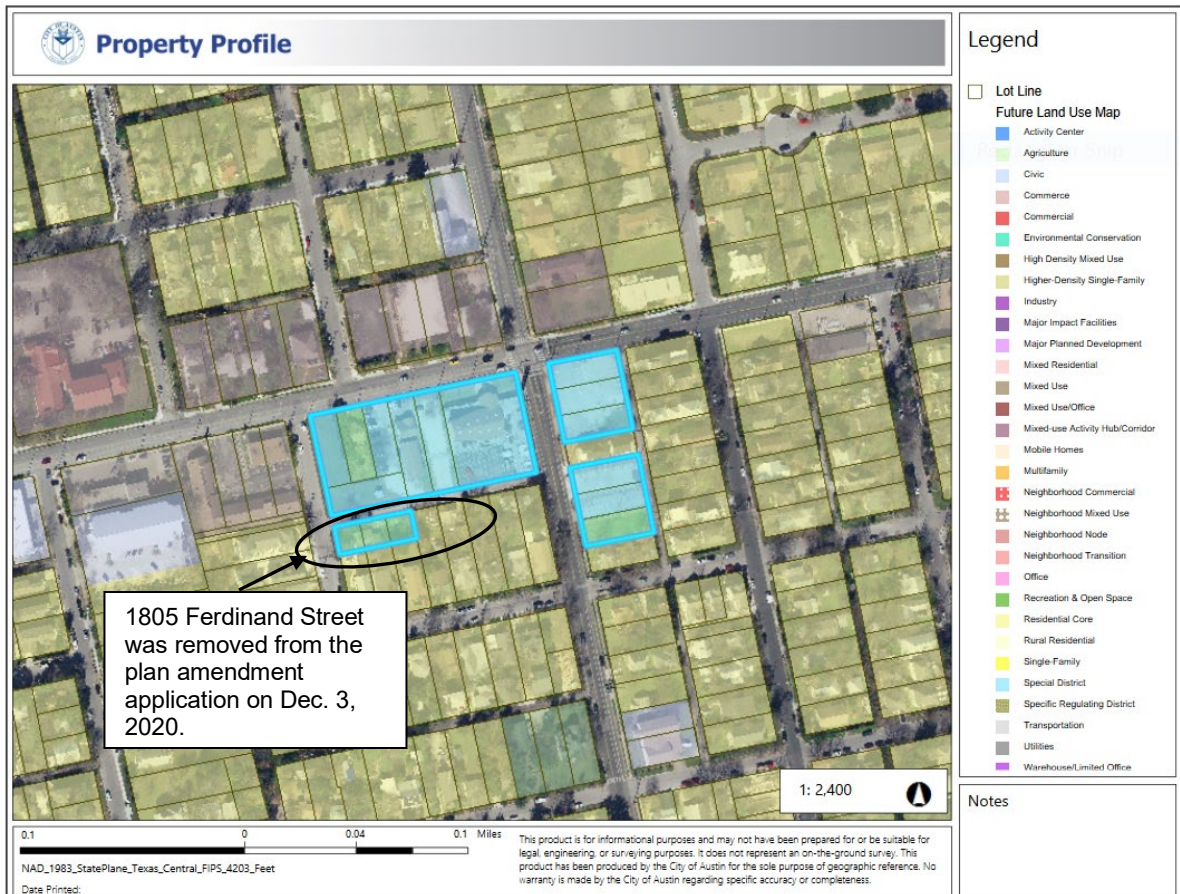 Property Profile
1805 Ferdinand Street
was removed from the
plan amendment
application on Dec. 3,
2020.
1: 2,400
Legend
Lot Line
Future Land Use Map
Activity Center
Agriculture
Civic
Commerce
Commercial
Environmental Conservation
High Density Mixed Use
Higher-Density Single-Family
Industry
Major Impact Facilities
Major Planned Development
Mixed Residential
Mixed Use
Mixed Use/Office
Mixed-use Activity Hub/Corridor
Mobile Homes
Multifamily
Neighborhood Commercial
Neighborhood Mixed Use
Neighborhood Node
Neighborhood Transition
Office
Recreation & Open Space
Residential Core
Rural Residential
Single-Family
Special District
Specific Regulating District
Transportation
Utilities
Warehouse/Limited Office
Notes
0.1 0 0.04 0.1 Miles
NAD_1983_StatePlane_Texas_Central_FIPS_4203_Feet
Date Printed:
This product is for informational purposes and may not have been prepared for or be suitable for
legal, engineering, or surveying purposes. It does not represent an on-the-ground survey. This
product has been produced by the City of Austin for the sole purpose of geographic reference. No
warranty is made by the City of Austin regarding specific accuracy or completeness.